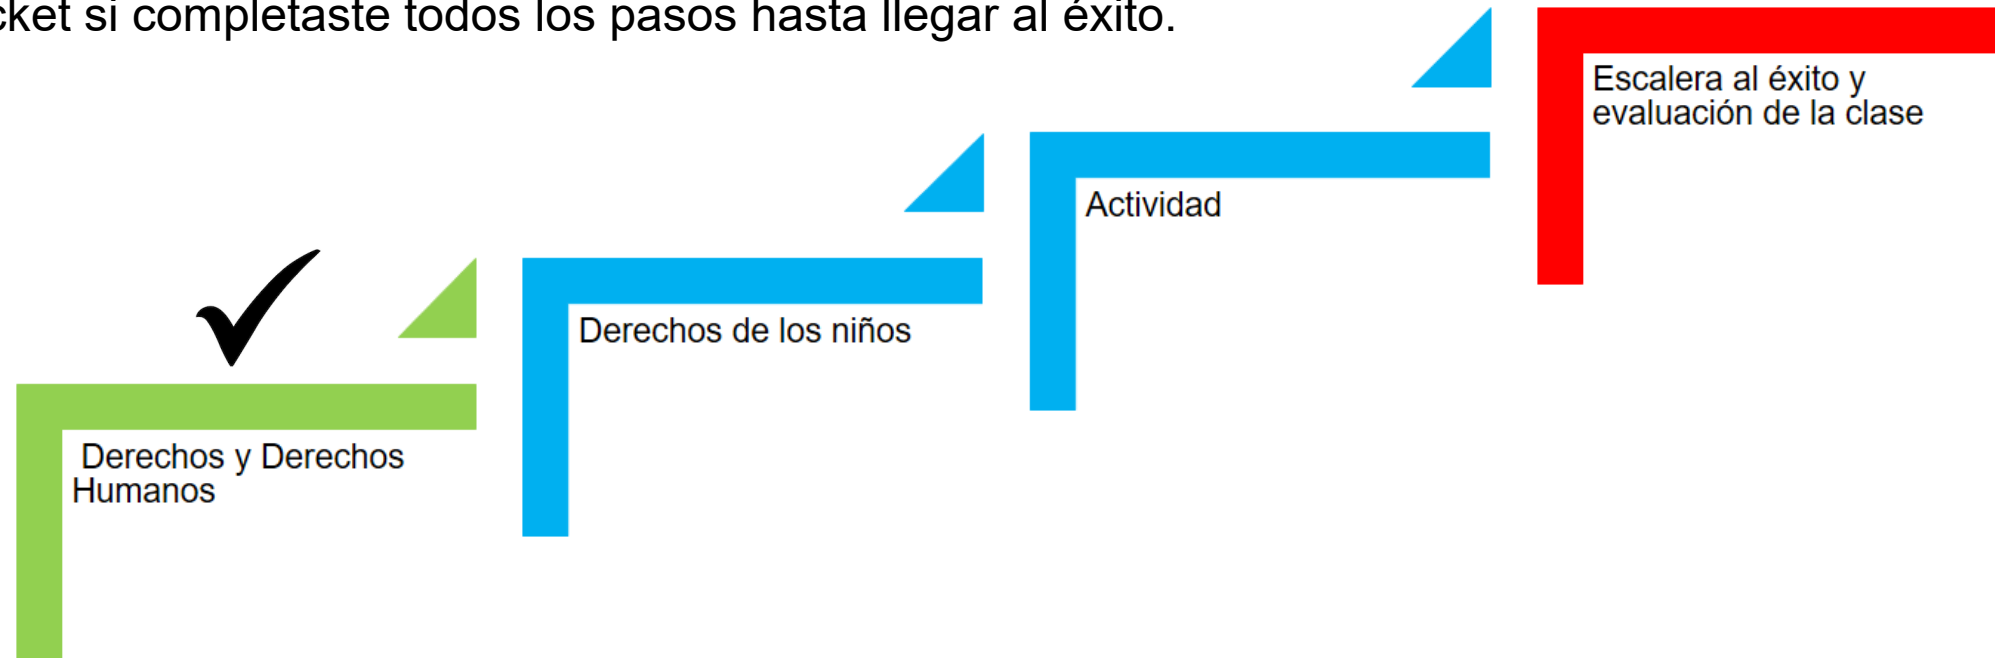 si completaste todos los pasos hasta llegar al éxito.
Escalera al éxito y
evaluación de la clase
Actividad
Derechos de los niños
Derechos y Derechos
Humanos